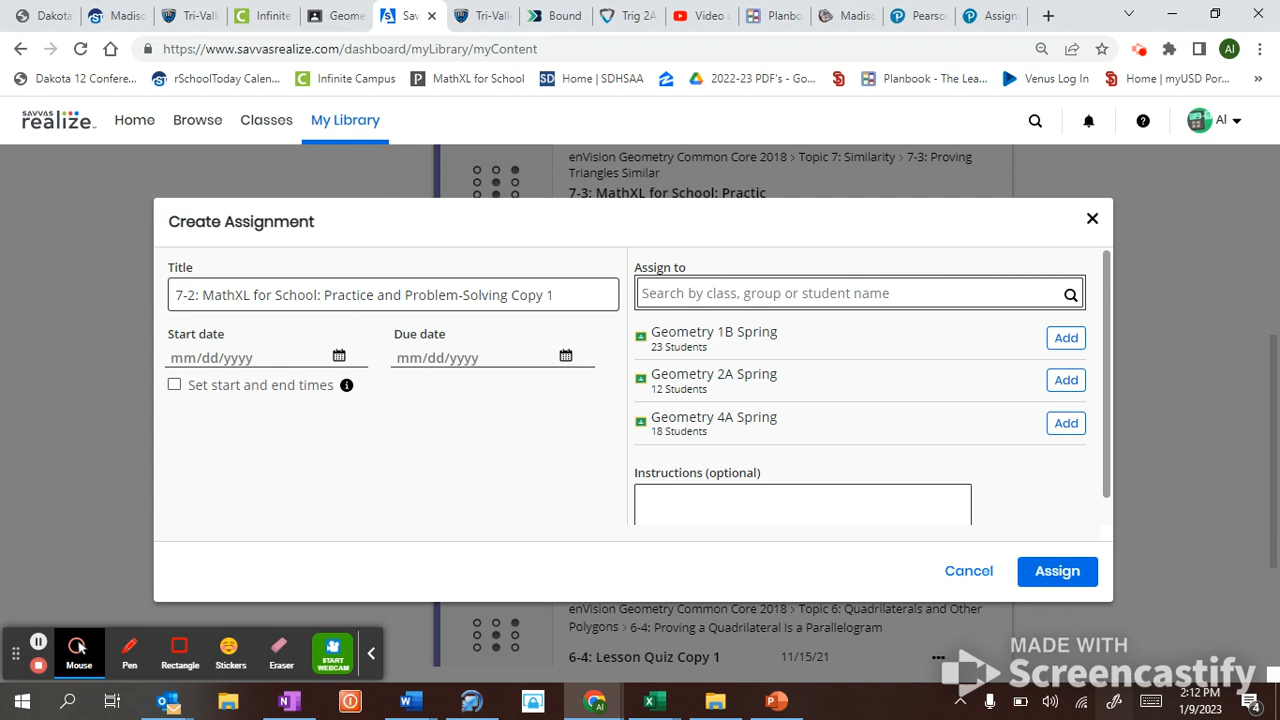 Dakota
Madisc
Tri-Vall
Infinite
Geome
Sav
Tri-Vall
Bound
Trig 2A
Video c
Planbo
Madisc
Pearso
Assign
https://www.savvasrealize.com/dashboard/myLibrary/myContent
Al
Dakota 12 Confere...
rSchoolToday Calen...
Infinite Campus
MathXL for School
Home | SDHSAA
2022-23 PDF's - Go...
Planbook - The Lea...
Venus Log In
Home | myUSD Por...
SAVVAS
realize
Home
Browse
Classes
My Library
Al
enVision Geometry Common Core 2018 > Topic 7: Similarity > 7-3: Proving
Triangles Similar
7-3: MathXL for School: Practic
Create Assignment
Title
7-2: MathXL for School: Practice and Problem-Solving Copy 1
Start date
Due date
mm/dd/yyyy
mm/dd/yyyy
Set start and end times
Assign to
Search by class, group or student name
Geometry 1B Spring
23 Students
Add
Geometry 2A Spring
12 Students
Add
Geometry 4A Spring
18 Students
Add
Instructions (optional)
Cancel
Assign
enVision Geometry Common Core 2018 > Topic 6: Quadrilaterals and Other
Polygons > 6-4: Proving a Quadrilateral Is a Parallelogram
6-4: Lesson Quiz Copy 1
11/15/21
Mouse
Pen
Rectangle
Stickers
Eraser
START
WEBCAM
MADE WITH
Screencastify
2:12 PM
1/9/2023
4